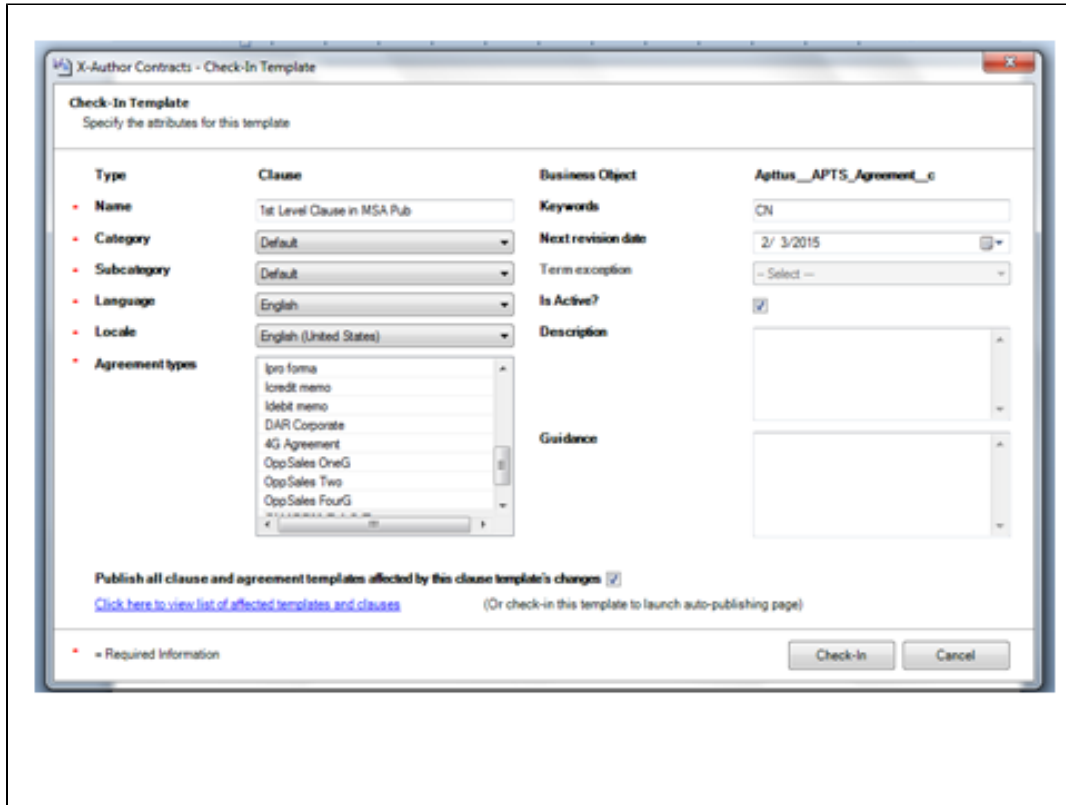 X-Author Contracts - Check-In Template
Check-In Template
Specify the attributes for this template
Type Clause Business Object Apttus__APTS_Agreement__c
* Name 1st Level Clause in MSA Pub Keywords CN
* Category Default Next revision date 2/ 3/2015
* Subcategory Default Term exception -- Select --
* Language English Is Active?
* Locale English (United States) Description
* Agreement types
Ipro forma
Icredit memo
Idebit memo
DAR Corporate
4G Agreement
OppSales OneG
OppSales Two
OppSales FourG
Guidance
Publish all clause and agreement templates affected by this clause template's changes
Click here to view list of affected templates and clauses (Or check-in this template to launch auto-publishing page)
* = Required Information Check-In Cancel